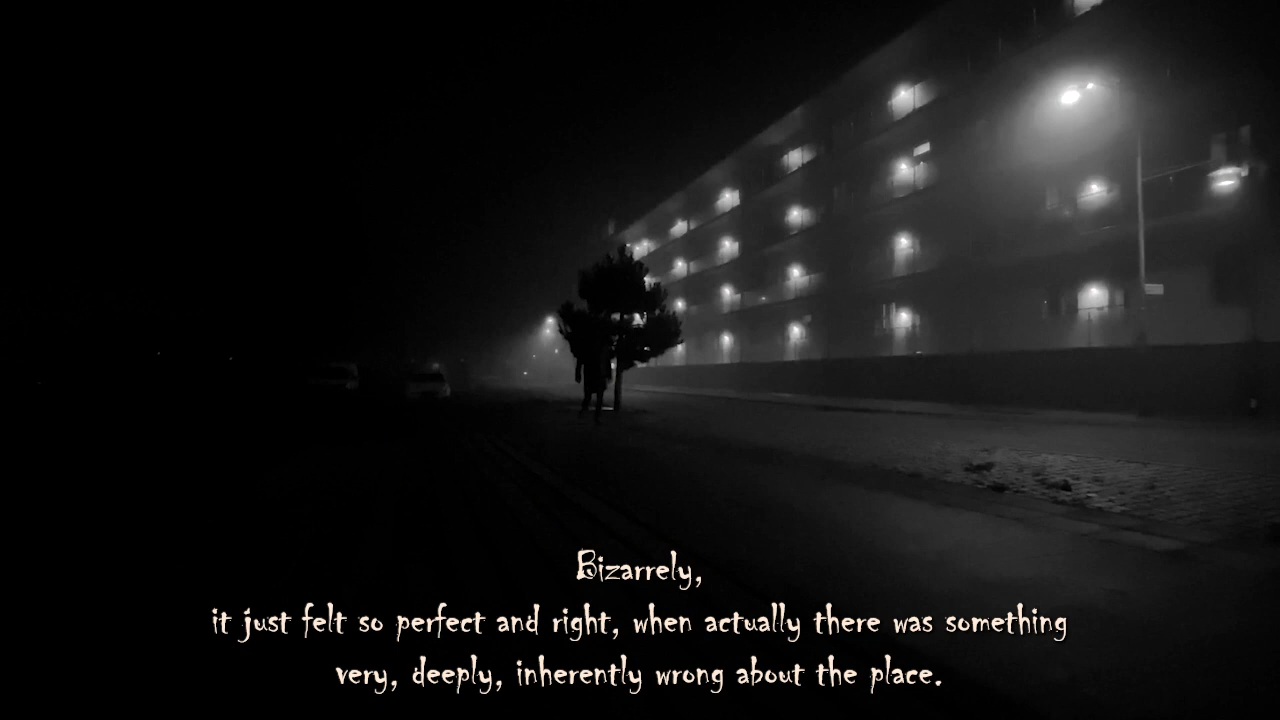 Bizarrely,
it just felt so perfect and right, when actually there was something
very, deeply, inherently wrong about the place.